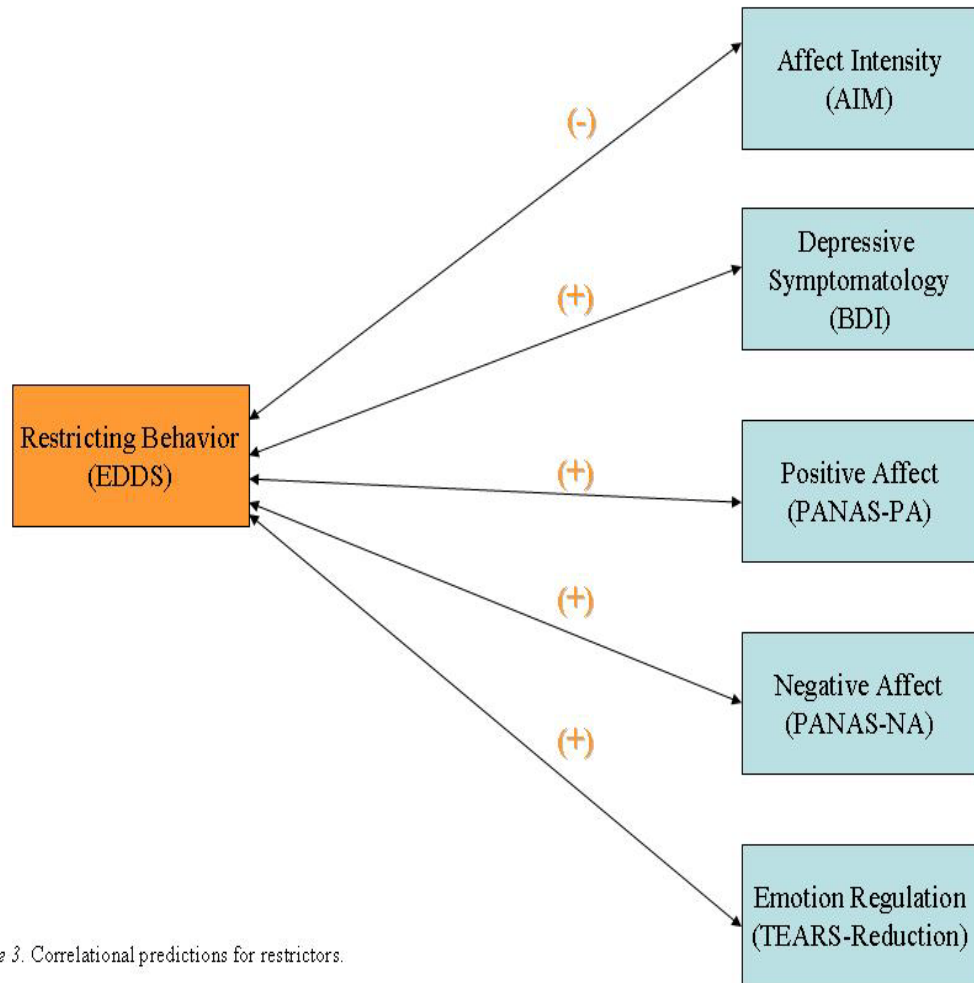 Affect Intensity
(AIM)
(-)
Depressive
Symptomatology
(BDI)
(+)
Restricting Behavior
(EDDS)
(+)
Positive Affect
(PANAS-PA)
(+)
Negative Affect
(PANAS-NA)
(+)
Emotion Regulation
(TEARS-Reduction)
e 3. Correlational predictions for restrictors.